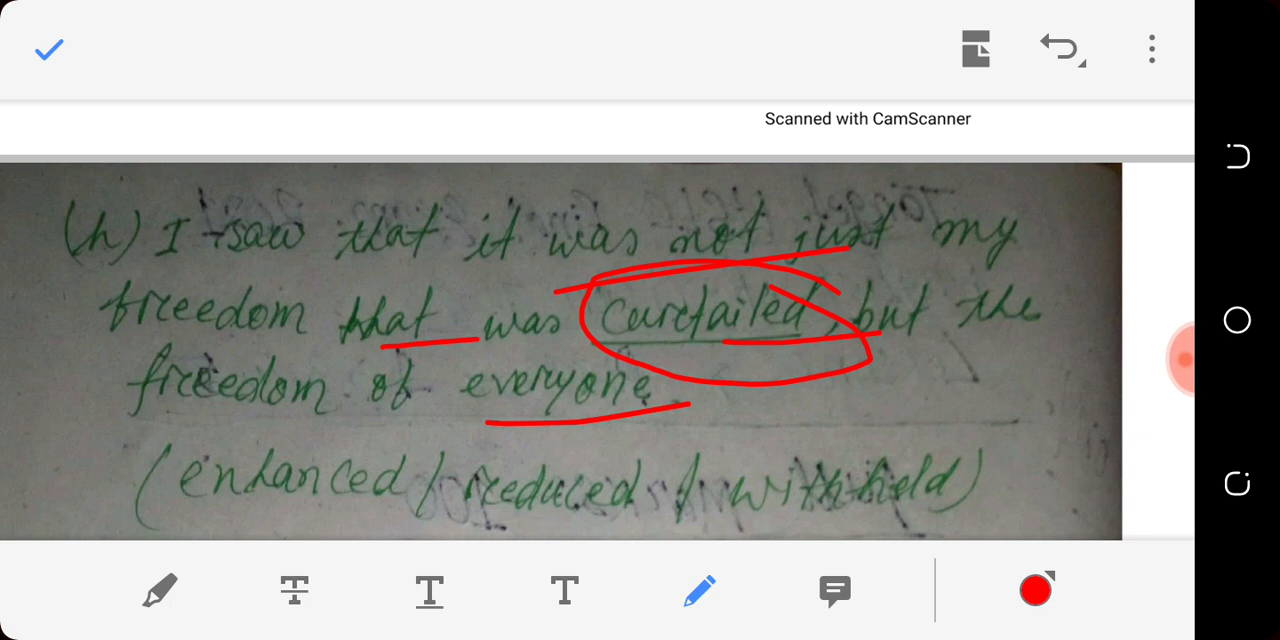 Scanned with CamScanner
(h) I saw that it was not just my
freedom that was curetailed, but the
freedom of everyone.
(enhanced / reduced / withheld)